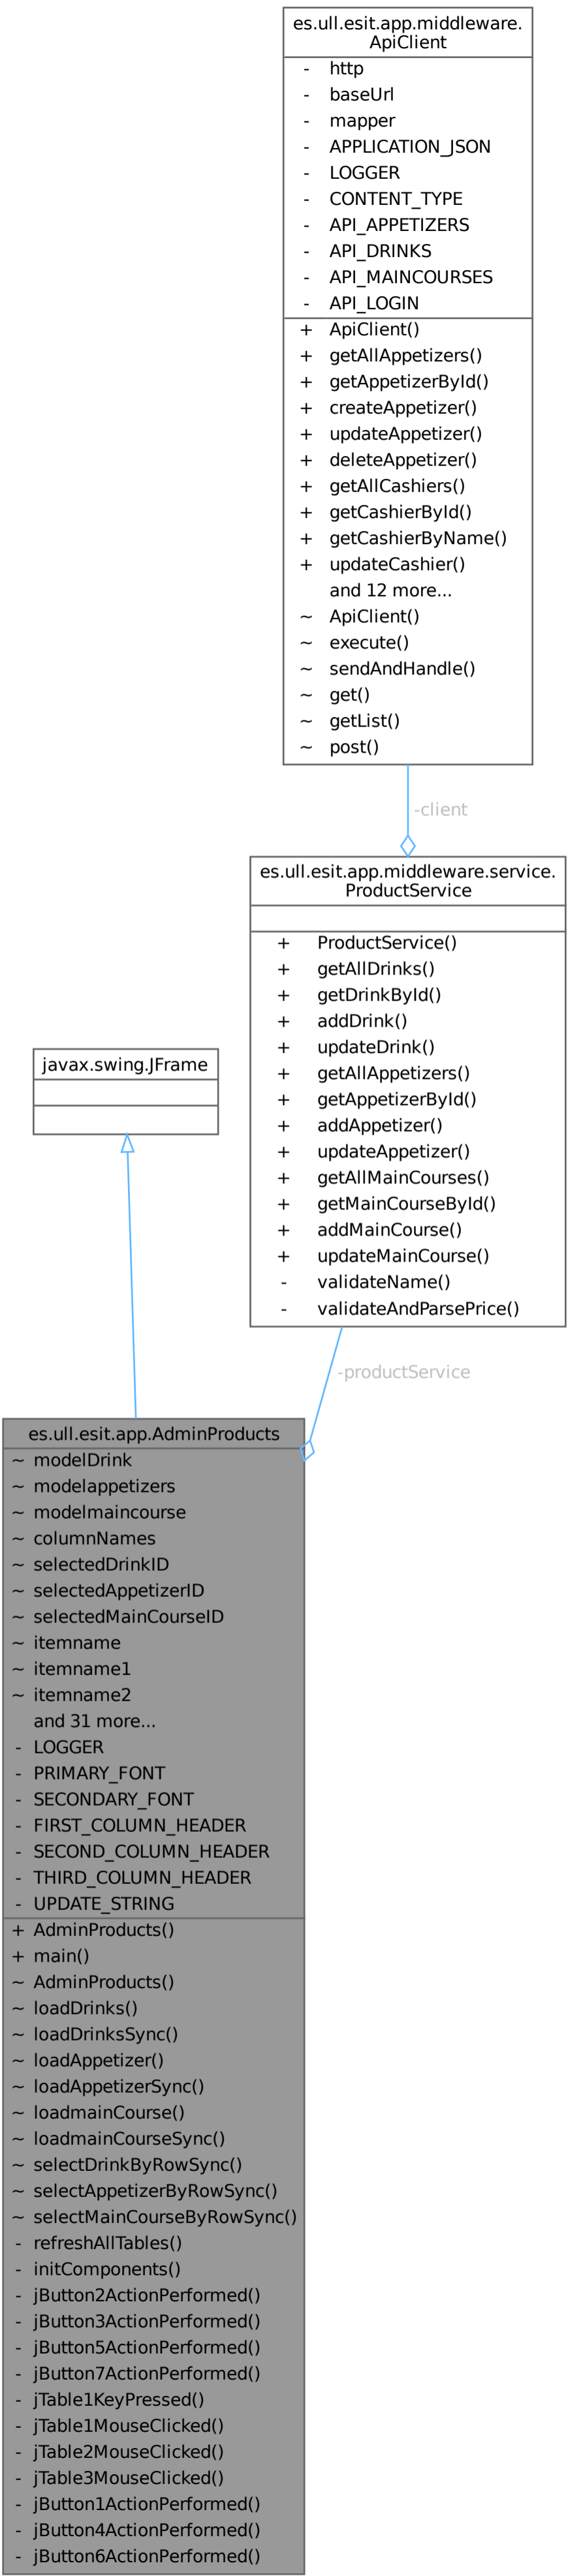 es.ull.esit.app.middleware.
ApiClient
- http
- baseUrl
- mapper
- APPLICATION_JSON
- LOGGER
- CONTENT_TYPE
- API_APPETIZERS
- API_DRINKS
- API_MAINCOURSES
- API_LOGIN
+ ApiClient()
+ getAllAppetizers()
+ getAppetizerById()
+ createAppetizer()
+ updateAppetizer()
+ deleteAppetizer()
+ getAllCashiers()
+ getCashierById()
+ getCashierByName()
+ updateCashier()
and 12 more...
~ ApiClient()
~ execute()
~ sendAndHandle()
~ get()
~ getList()
~ post()
-client
es.ull.esit.app.middleware.service.
ProductService
+ ProductService()
+ getAllDrinks()
+ getDrinkById()
+ addDrink()
+ updateDrink()
+ getAllAppetizers()
+ getAppetizerById()
+ addAppetizer()
+ updateAppetizer()
+ getAllMainCourses()
+ getMainCourseById()
+ addMainCourse()
+ updateMainCourse()
- validateName()
- validateAndParsePrice()
javax.swing.JFrame
-productService
es.ull.esit.app.AdminProducts
~ modelDrink
~ modelappetizers
~ modelmaincourse
~ columnNames
~ selectedDrinkID
~ selectedAppetizerID
~ selectedMainCourseID
~ itemname
~ itemname1
~ itemname2
and 31 more...
- LOGGER
- PRIMARY_FONT
- SECONDARY_FONT
- FIRST_COLUMN_HEADER
- SECOND_COLUMN_HEADER
- THIRD_COLUMN_HEADER
- UPDATE_STRING
+ AdminProducts()
+ main()
~ AdminProducts()
~ loadDrinks()
~ loadDrinksSync()
~ loadAppetizer()
~ loadAppetizerSync()
~ loadmainCourse()
~ loadmainCourseSync()
~ selectDrinkByRowSync()
~ selectAppetizerByRowSync()
~ selectMainCourseByRowSync()
- refreshAllTables()
- initComponents()
- jButton2ActionPerformed()
- jButton3ActionPerformed()
- jButton5ActionPerformed()
- jButton7ActionPerformed()
- jTable1KeyPressed()
- jTable1MouseClicked()
- jTable2MouseClicked()
- jTable3MouseClicked()
- jButton1ActionPerformed()
- jButton4ActionPerformed()
- jButton6ActionPerformed()